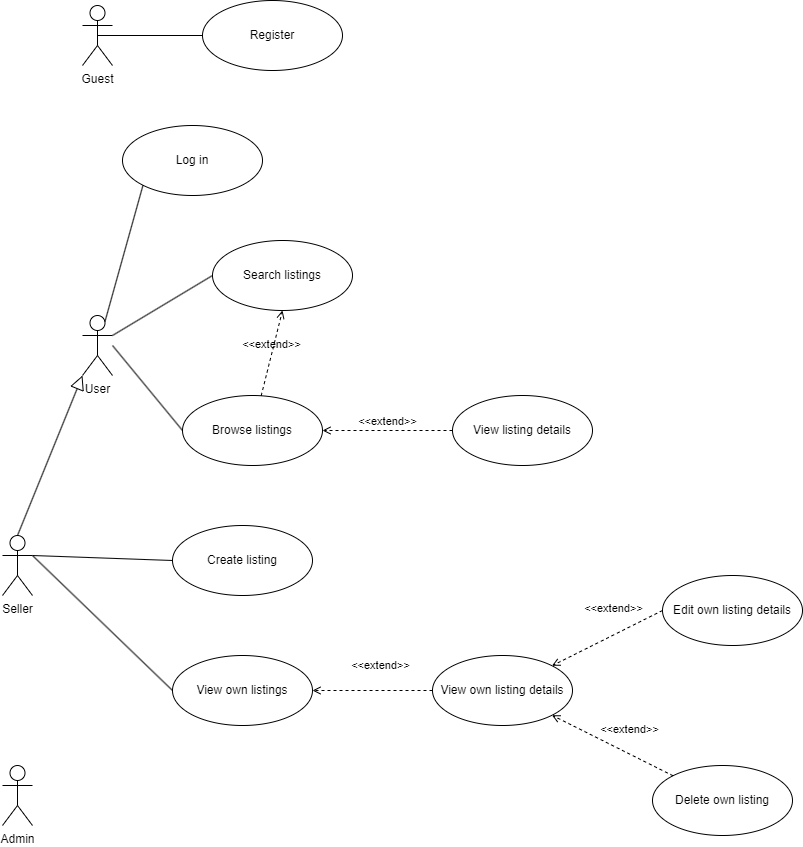 Register
Guest
Log in
Search listings
<<extend>>
User
Browse listings
<<extend>>
View listing details
Create listing
Seller
<<extend>>
Edit own listing details
<<extend>>
View own listings
View own listing details
<<extend>>
Delete own listing
Admin